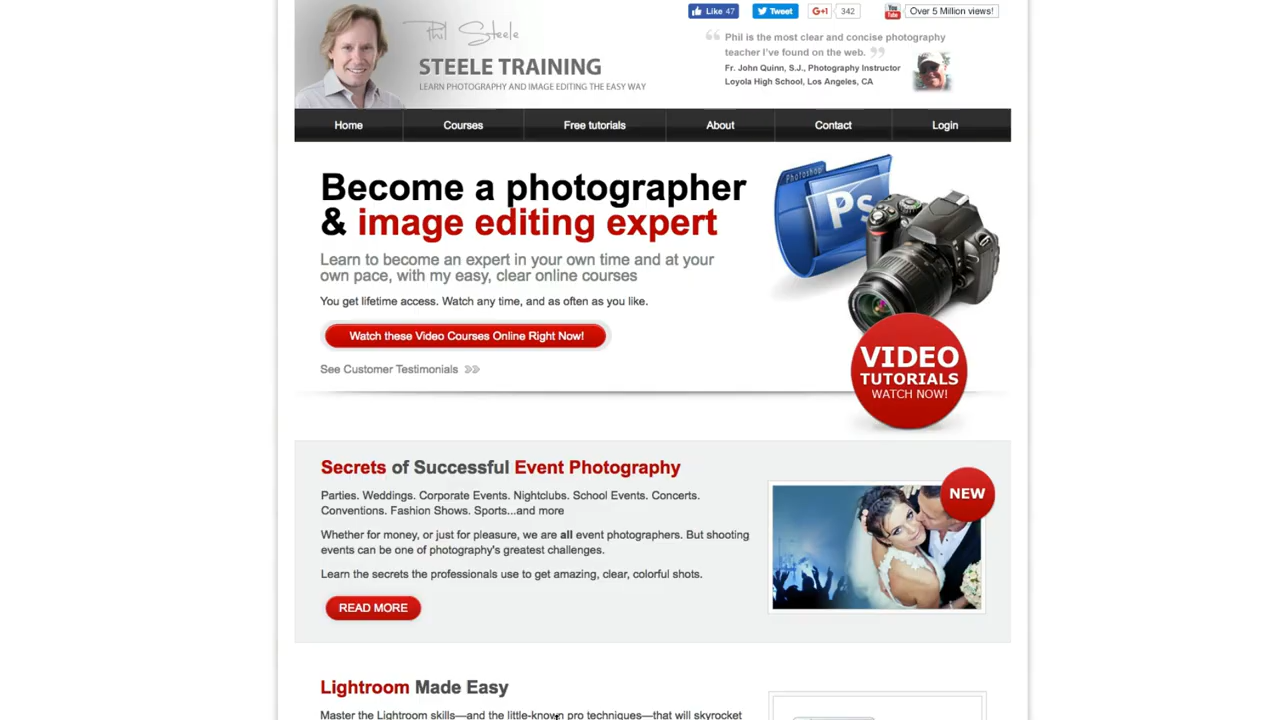 Like 47
Tweet
G+1
342
You
Tube
Over 5 Million views!
Phil Steele
STEELE TRAINING
LEARN PHOTOGRAPHY AND IMAGE EDITING THE EASY WAY
“ Phil is the most clear and concise photography
teacher I've found on the web. ”
Fr. John Quinn, S.J., Photography Instructor
Loyola High School, Los Angeles, CA
Home
Courses
Free tutorials
About
Contact
Login
Become a photographer
& image editing expert
Learn to become an expert in your own time and at your
own pace, with my easy, clear online courses
You get lifetime access. Watch any time, and as often as you like.
Watch these Video Courses Online Right Now!
See Customer Testimonials
Photoshop
Ps
VIDEO
TUTORIALS
WATCH NOW!
Secrets of Successful Event Photography
Parties. Weddings. Corporate Events. Nightclubs. School Events. Concerts.
Conventions. Fashion Shows. Sports...and more
Whether for money, or just for pleasure, we are all event photographers. But shooting
events can be one of photography's greatest challenges.
Learn the secrets the professionals use to get amazing, clear, colorful shots.
READ MORE
NEW
Lightroom Made Easy
Master the Lightroom skills—and the little-known pro techniques—that will skyrocket